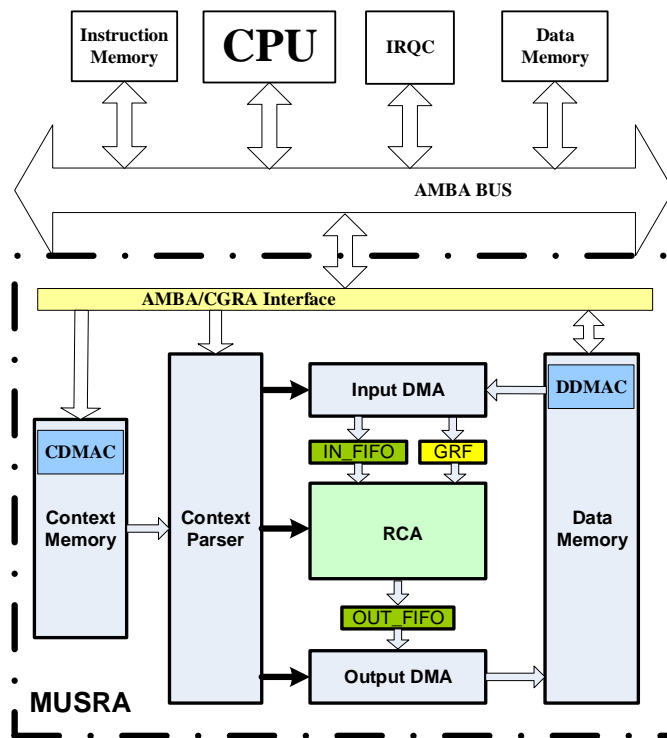 Instruction
Memory
CPU
IRQC
Data
Memory
AMBA BUS
AMBA/CGRA Interface
Input DMA
DDMAC
CDMAC
IN_FIFO
GRF
Context
Memory
Context
Parser
RCA
Data
Memory
OUT_FIFO
Output DMA
MUSRA